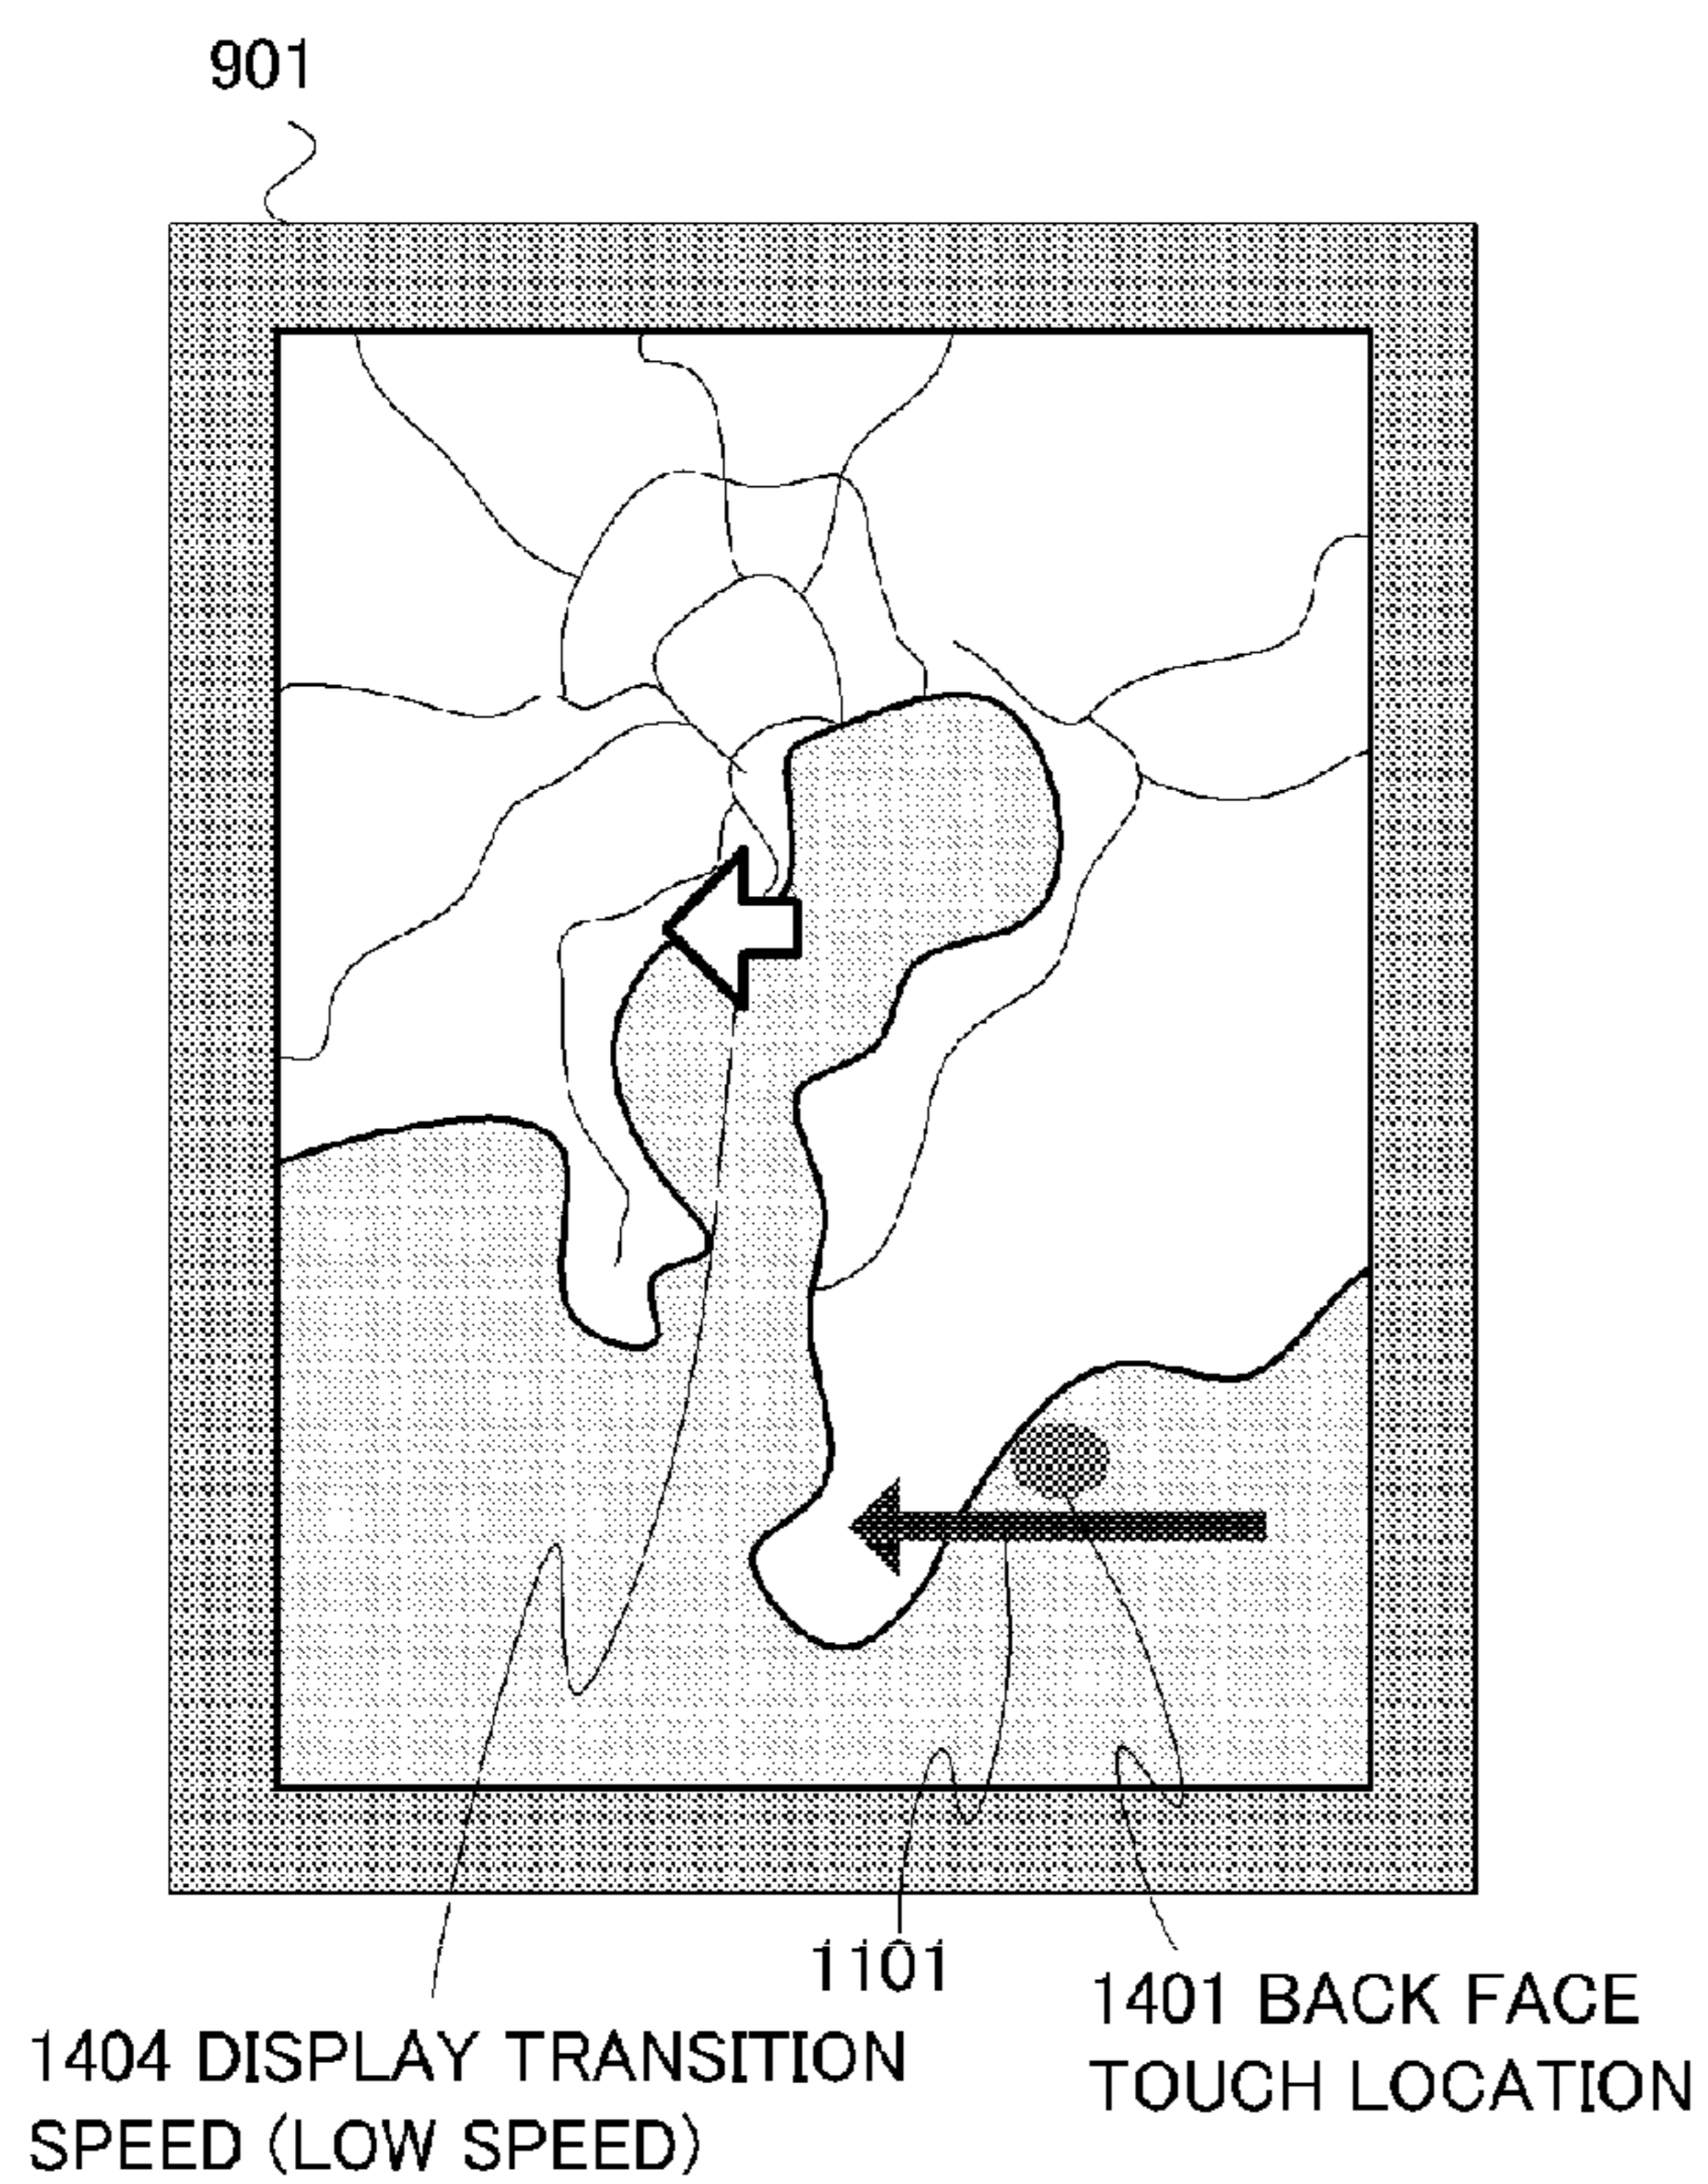 901
1101
1401 BACK FACE
TOUCH LOCATION
1404 DISPLAY TRANSITION
SPEED (LOW SPEED)